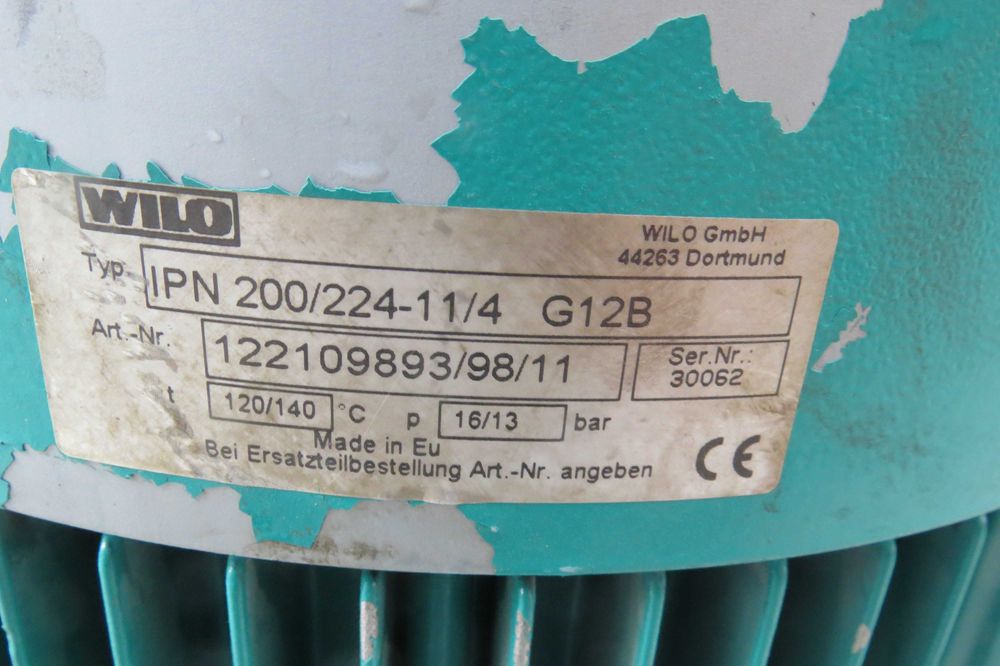 WILO
WILO GmbH
44263 Dortmund
Typ IPN 200/224-11/4 G12B
Art.-Nr. 122109893/98/11
Ser.Nr.:
30062
t 120/140 °C p 16/13 bar
Made in Eu
Bei Ersatzteilbestellung Art.-Nr. angeben
CE